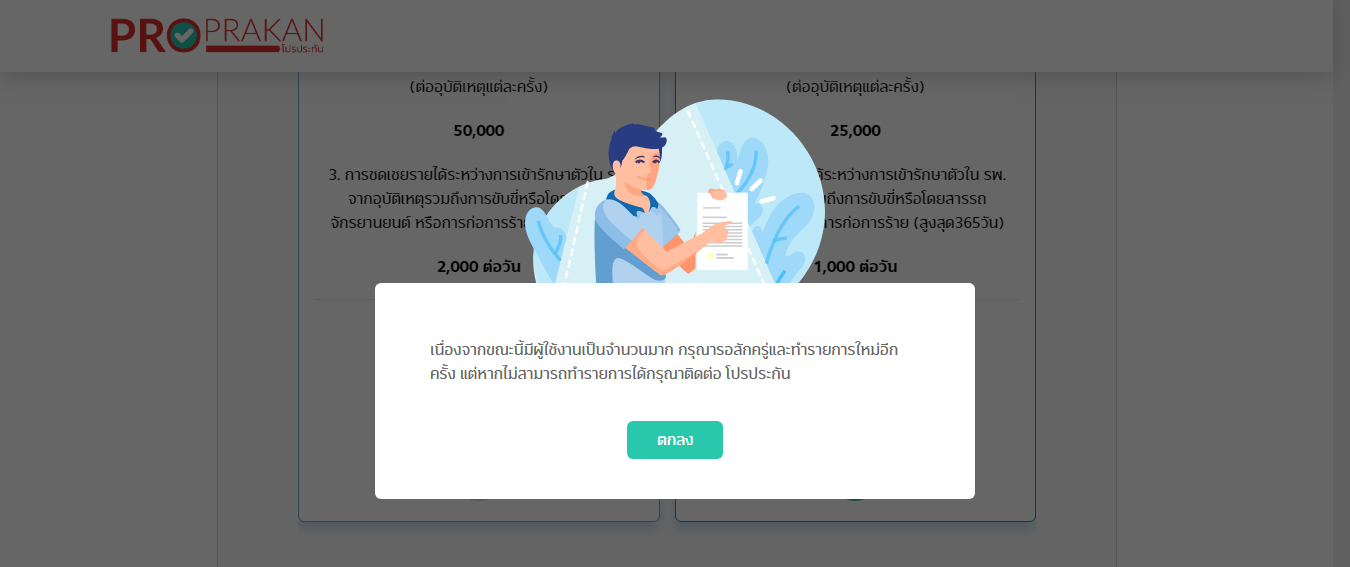 PROPRAKAN
โปรประกัน
(ต่ออุบัติเหตุแต่ละครั้ง)
50,000
3. การชดเชยรายได้ระหว่างการเข้ารักษาตัวใน
จากอุบัติเหตุรวมถึงการขับขี่หรือ
จักรยานยนต์ หรือการก่อการร้าย
2,000 ต่อวัน
(ต่ออุบัติเหตุแต่ละครั้ง)
25,000
ระหว่างการเข้ารักษาตัวใน รพ.
ถึงการขับขี่หรือโดยสารรถ
การก่อการร้าย (สูงสุด365วัน)
1,000 ต่อวัน
เนื่องจากขณะนี้มีผู้ใช้งานเป็นจำนวนมาก กรุณารอสักครู่และทำรายการใหม่อีก
ครั้ง แต่หากไม่สามารถทำรายการได้กรุณาติดต่อ โปรประกัน
ตกลง